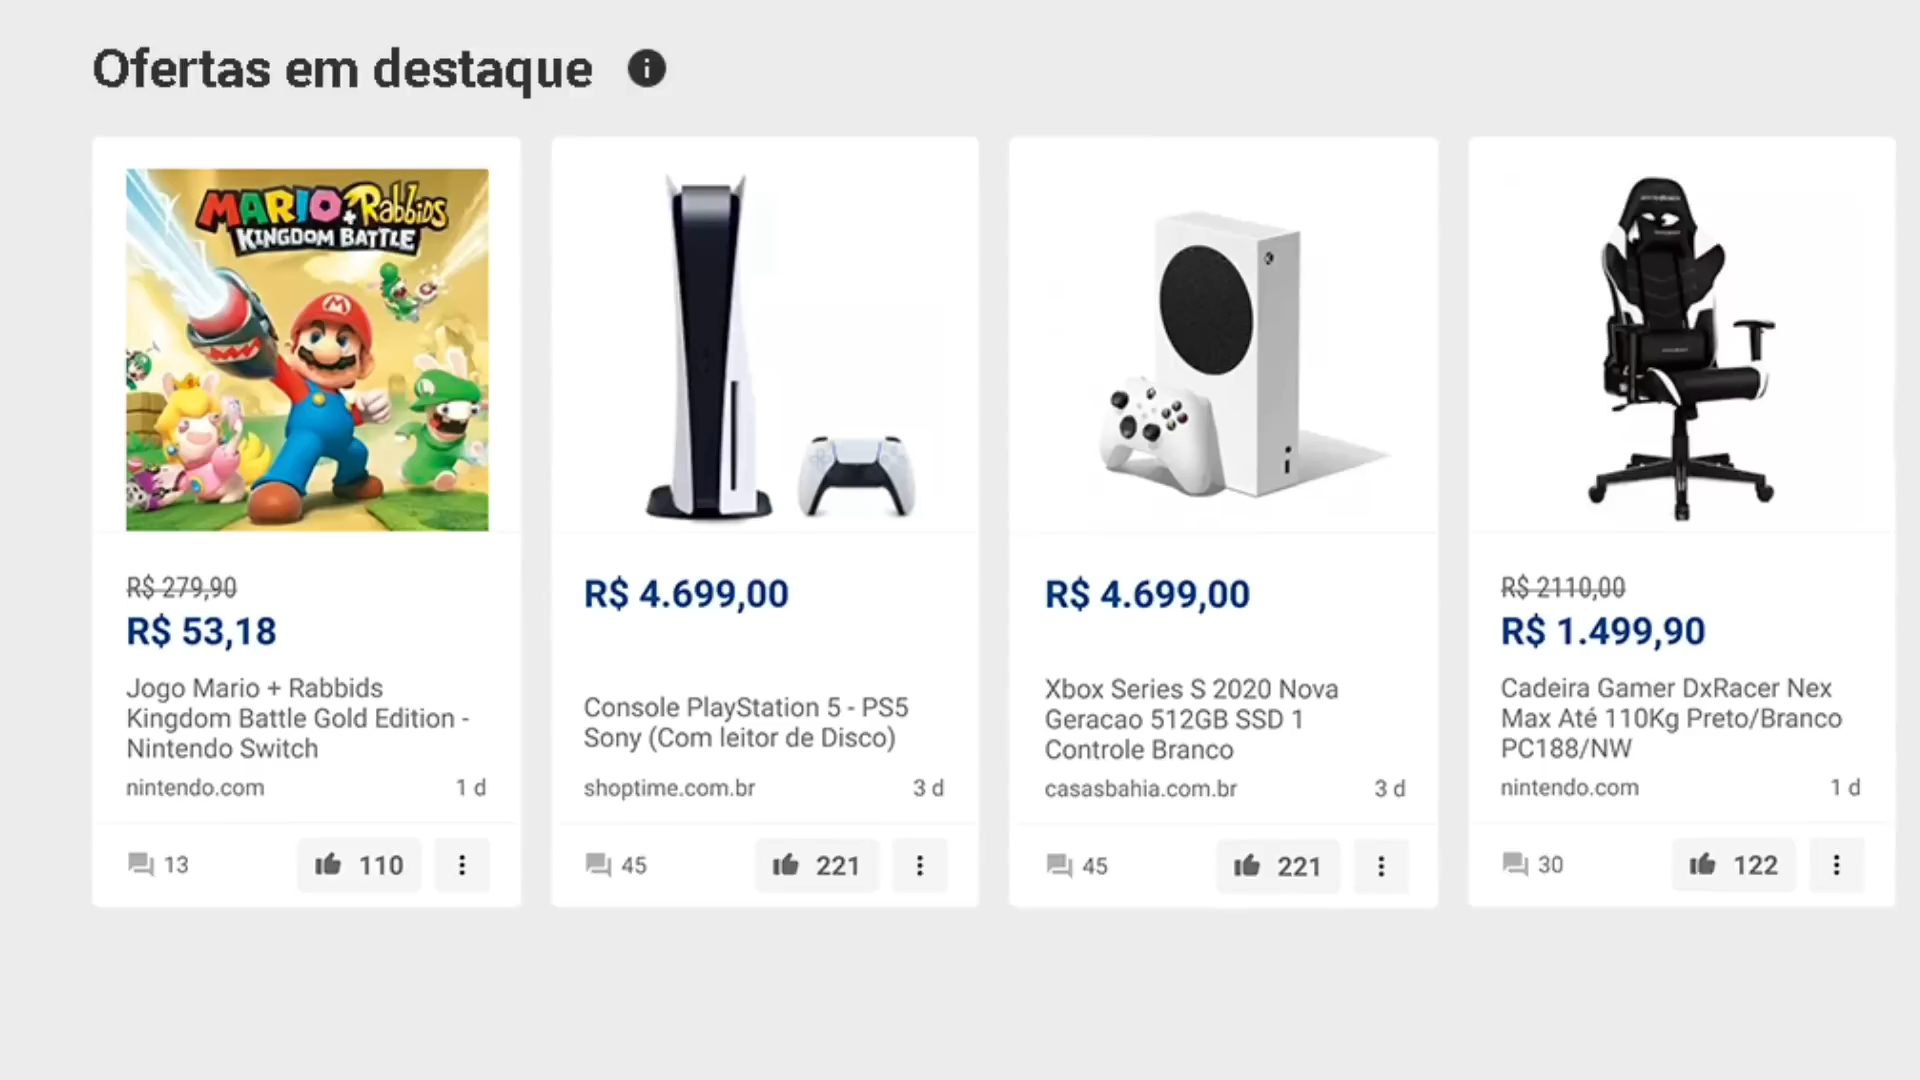 Ofertas em destaque
MARIO + Rabbids
KINGDOM BATTLE
R$ 279,90
R$ 53,18
Jogo Mario + Rabbids
Kingdom Battle Gold Edition -
Nintendo Switch
nintendo.com 1 d
13 110
R$ 4.699,00
Console PlayStation 5 - PS5
Sony (Com leitor de Disco)
shoptime.com.br 3 d
45 221
R$ 4.699,00
Xbox Series S 2020 Nova
Geracao 512GB SSD 1
Controle Branco
casasbahia.com.br 3 d
45 221
R$ 2110,00
R$ 1.499,90
Cadeira Gamer DxRacer Nex
Max Até 110Kg Preto/Branco
PC188/NW
nintendo.com 1 d
30 122